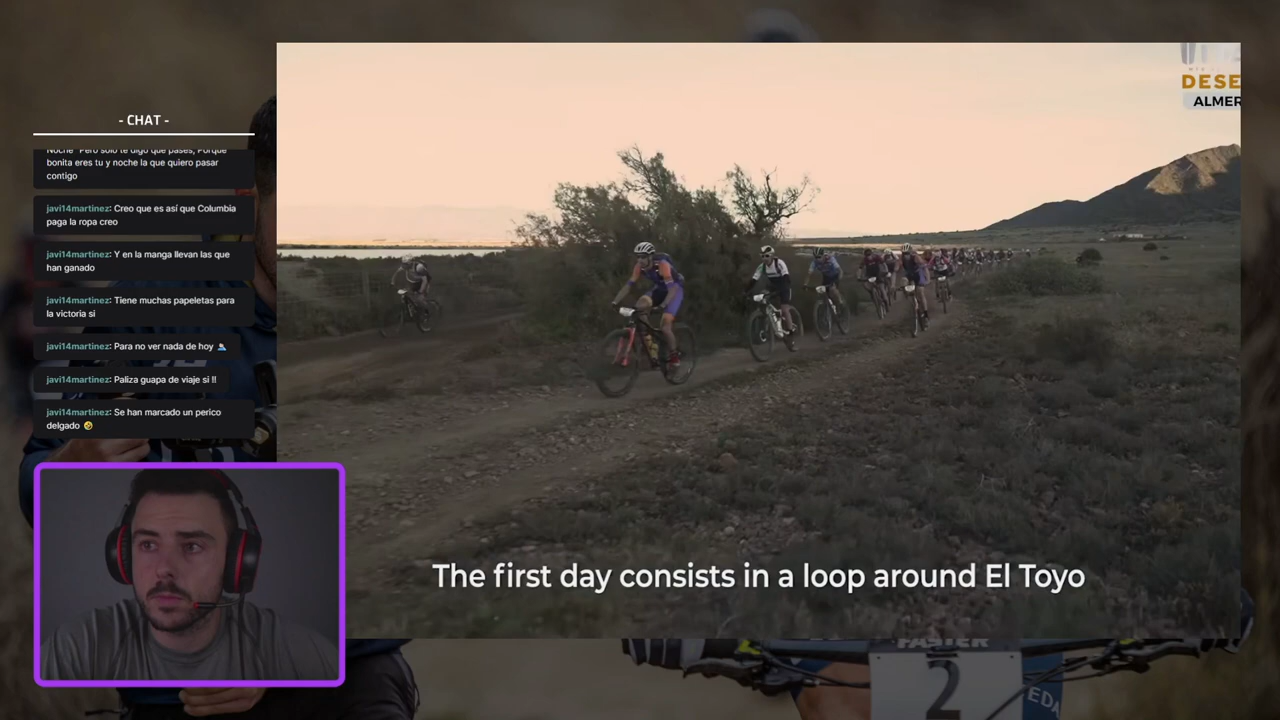 - CHAT -
Noche "Pero solo te digo que pases, Porque
bonita eres tu y noche la que quiero pasar
contigo
javi14martinez: Creo que es así que Columbia
paga la ropa creo
javi14martinez: Y en la manga llevan las que
han ganado
javi14martinez: Tiene muchas papeletas para
la victoria si
javi14martinez: Para no ver nada de hoy
javi14martinez: Paliza guapa de viaje si !!
javi14martinez: Se han marcado un perico
delgado 🤣
DESE
ALMER
The first day consists in a loop around El Toyo
FASTER
2
EDA